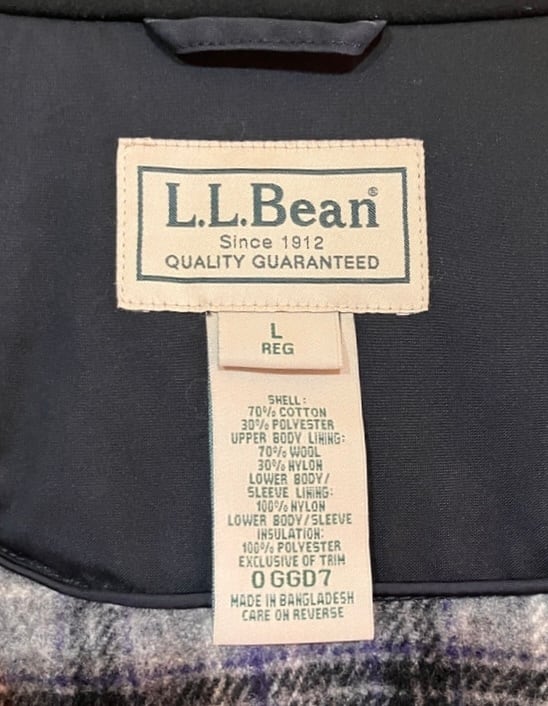 L.L.Bean®
Since 1912
QUALITY GUARANTEED
L
REG
SHELL:
70% COTTON
30% POLYESTER
UPPER BODY LINING:
70% WOOL
30% NYLON
LOWER BODY/
SLEEVE LINING:
100% NYLON
LOWER BODY/SLEEVE
INSULATION:
100% POLYESTER
EXCLUSIVE OF TRIM
0 GGD7
MADE IN BANGLADESH
CARE ON REVERSE